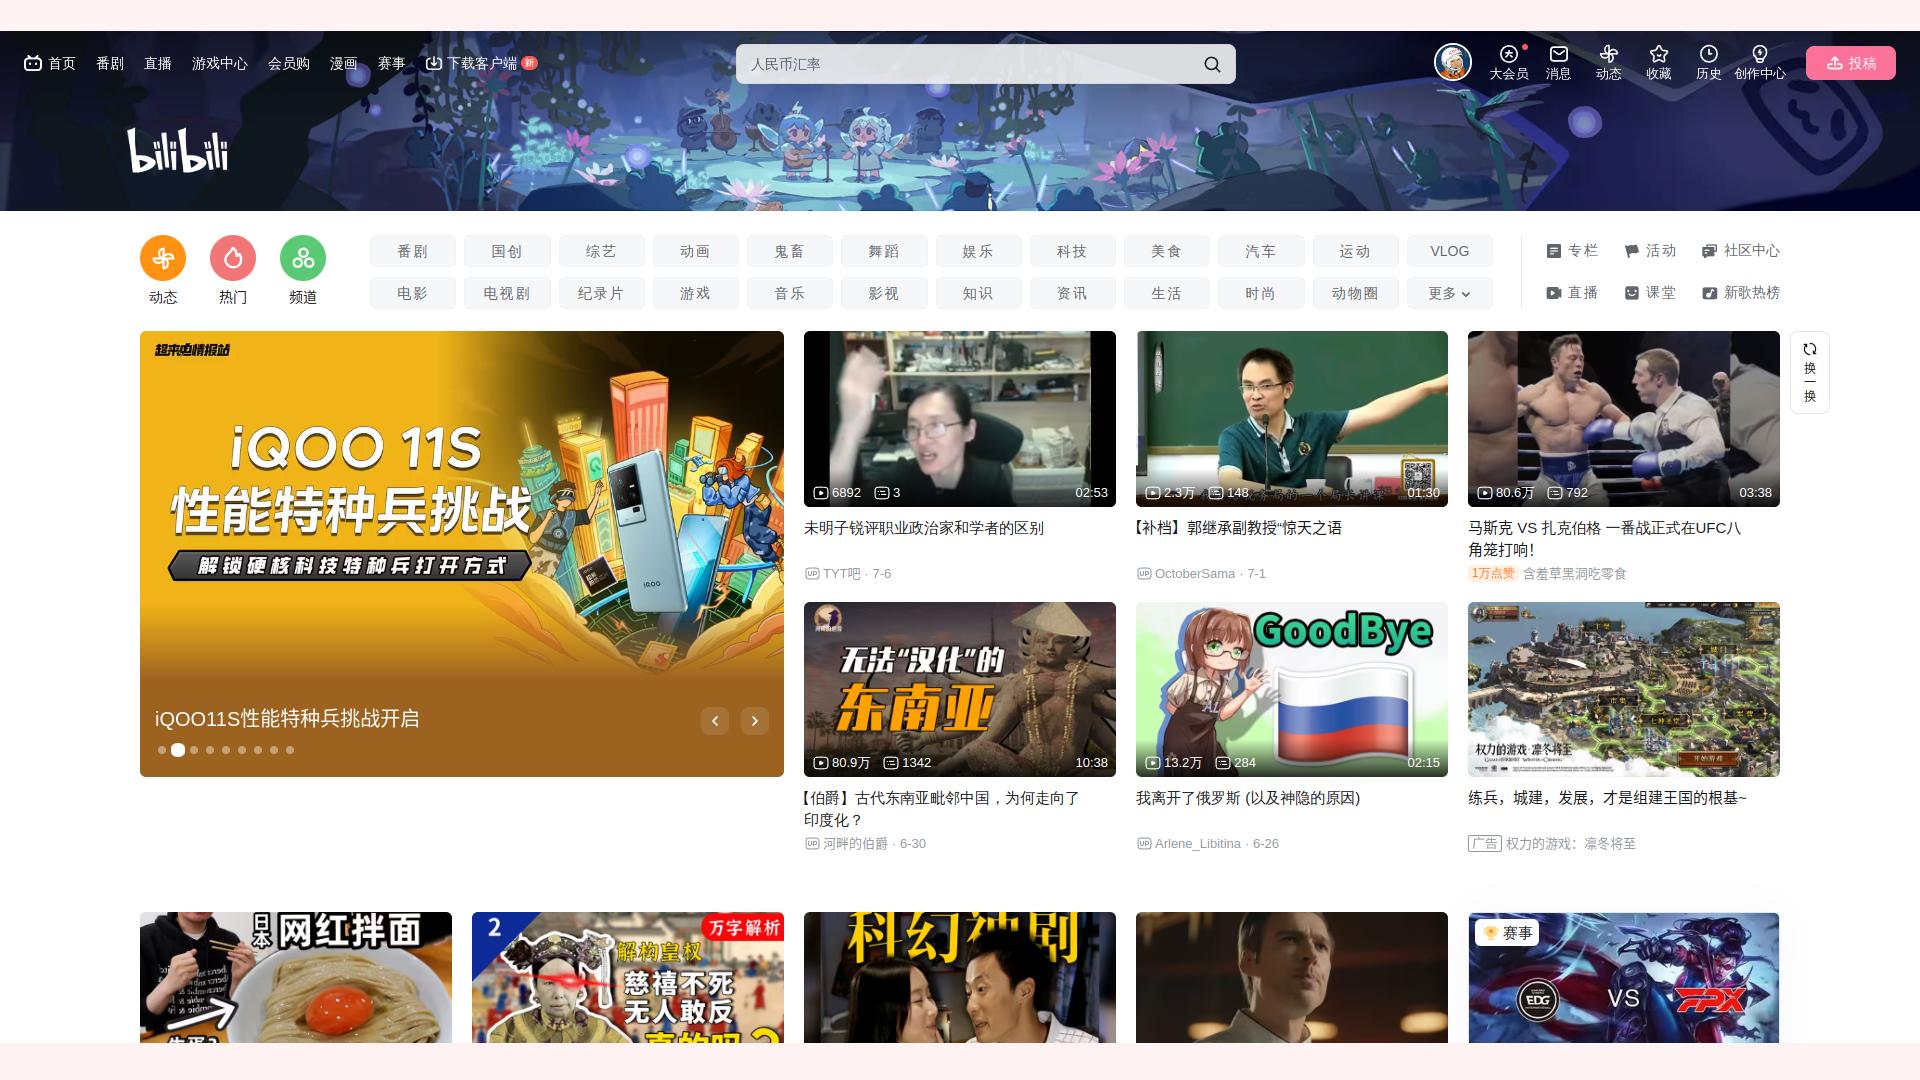 首页 番剧 直播 游戏中心 会员购 漫画 赛事 下载客户端 新
人民币汇率
大会员 消息 动态 收藏 历史 创作中心 投稿
bilibili
动态 热门 频道
番剧 国创 综艺 动画 鬼畜 舞蹈 娱乐 科技 美食 汽车 运动 VLOG
电影 电视剧 纪录片 游戏 音乐 影视 知识 资讯 生活 时尚 动物圈 更多
专栏 活动 社区中心
直播 课堂 新歌热榜
超来电情报站
iQOO 11S
性能特种兵挑战
解锁硬核科技特种兵打开方式
iQOO
iQOO11S性能特种兵挑战开启
6892 3 02:53
未明子锐评职业政治家和学者的区别
UP TYT吧 · 7-6
2.3万 148 01:30
【补档】郭继承副教授“惊天之语
UP OctoberSama · 7-1
80.6万 792 03:38
马斯克 VS 扎克伯格 一番战正式在UFC八
角笼打响！
1万点赞 含羞草黑洞吃零食
换一换
无法“汉化”的
东南亚
80.9万 1342 10:38
【伯爵】古代东南亚毗邻中国，为何走向了
印度化？
UP 河畔的伯爵 · 6-30
GoodBye
13.2万 284 02:15
我离开了俄罗斯 (以及神隐的原因)
UP Arlene_Libitina · 6-26
权力的游戏·凛冬将至
开始游戏
练兵，城建，发展，才是组建王国的根基~
广告 权力的游戏：凛冬将至
日本 网红拌面
2
万字解析
解构皇权
慈禧不死
无人敢反
真的吗?
科幻神剧
赛事
EDG VS FPX